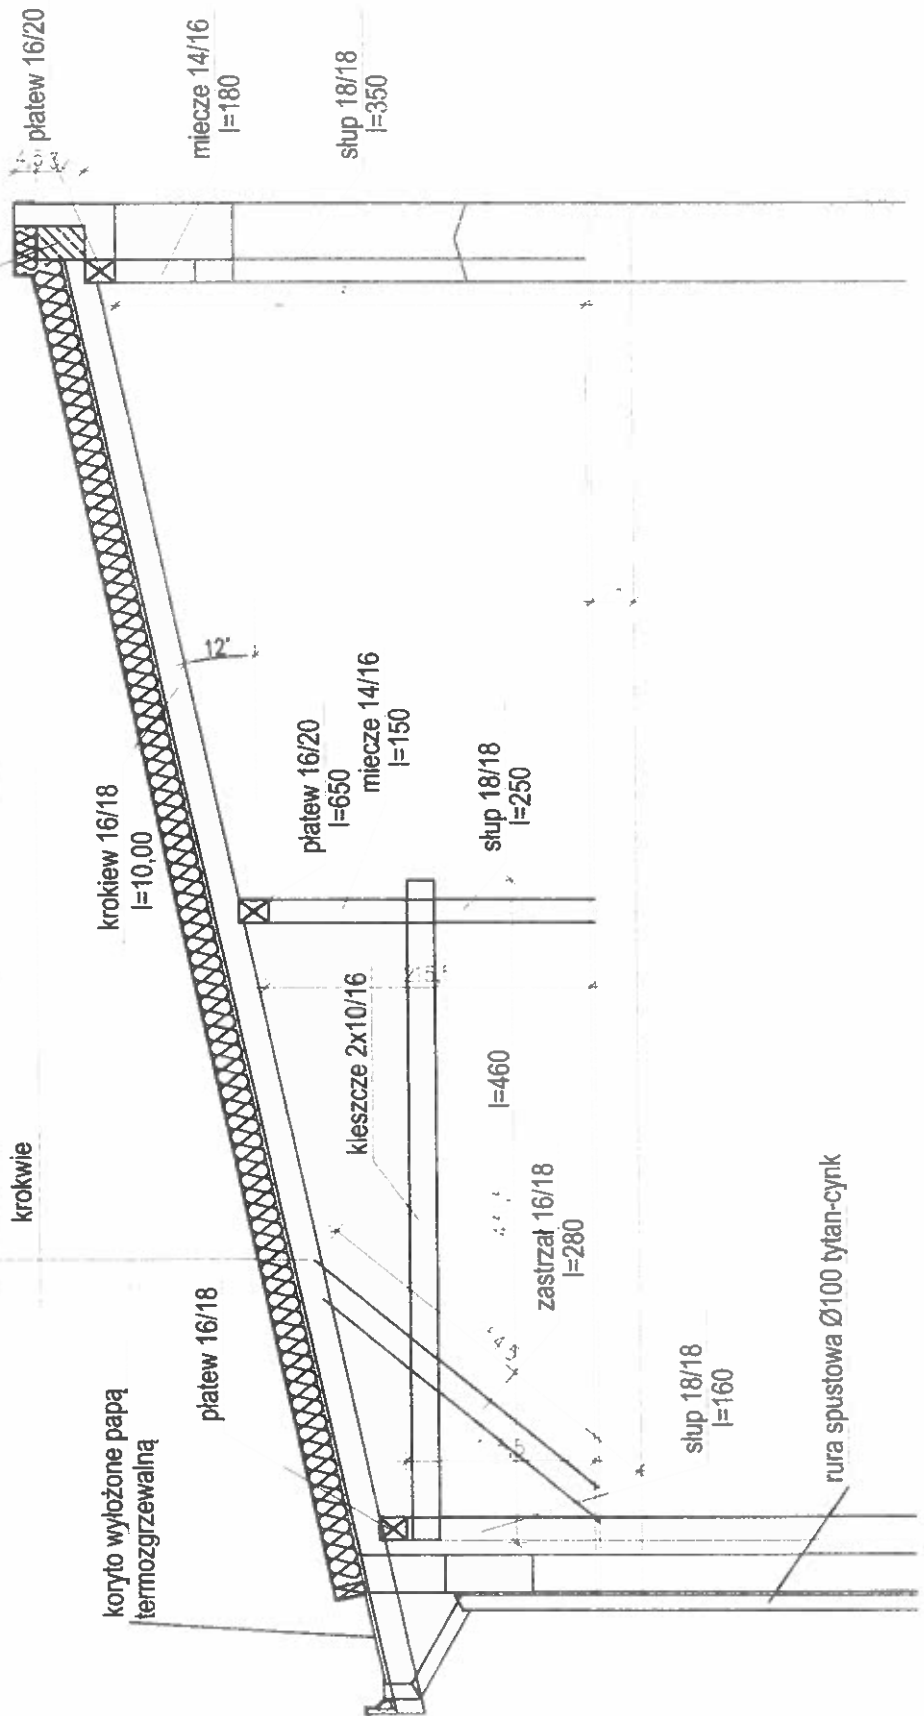 krokwie
koryto wyłożone papą
termozgrzewalną
płatew 16/18
krokiew 16/18
l=10,00
12°
płatew 16/20
miecze 14/16
l=180
słup 18/18
l=350
płatew 16/20
l=650
miecze 14/16
l=150
słup 18/18
l=250
kleszcze 2x10/16
l=460
zastrzał 16/18
l=280
słup 18/18
l=160
rura spustowa Ø100 tytan-cynk